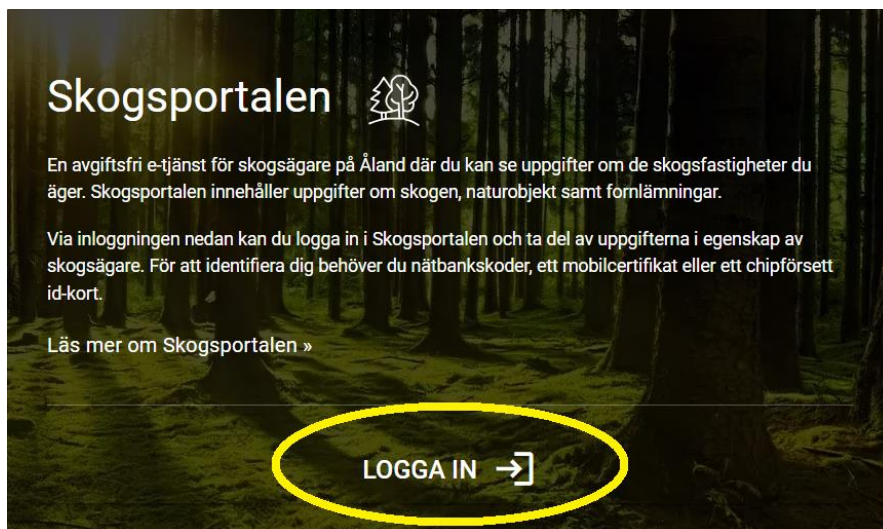 Skogsportalen
En avgiftsfri e-tjänst för skogsägare på Åland där du kan se uppgifter om de skogsfastigheter du
äger. Skogsportalen innehåller uppgifter om skogen, naturobjekt samt fornlämningar.
Via inloggningen nedan kan du logga in i Skogsportalen och ta del av uppgifterna i egenskap av
skogsägare. För att identifiera dig behöver du nätbankskoder, ett mobilcertifikat eller ett chipförsett
id-kort.
Läs mer om Skogsportalen »
LOGGA IN